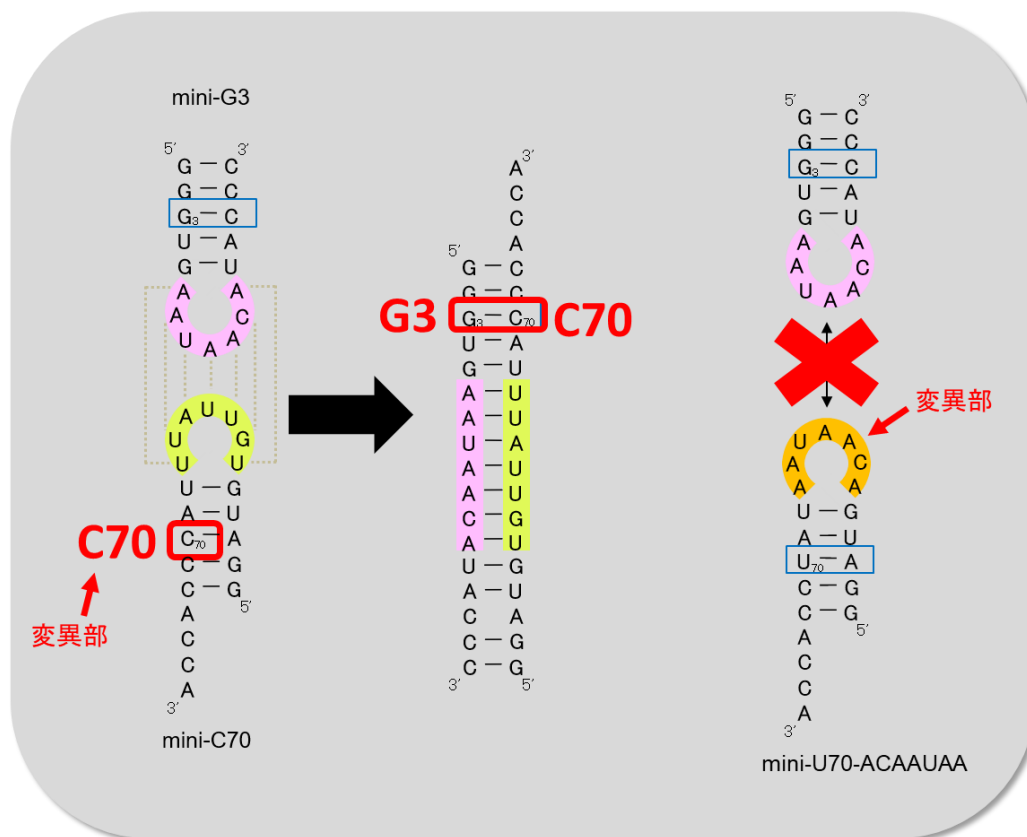 mini-G3
5′ 3′
G – C
G – C
G3 – C
U – A
G – U
A A
A C
U A
A
A U U
U G
U U
U – G
A – U
C70 – A
C – G
C – G
5′
A
C
C
A
3′
C70
変異部
mini-C70
3′
A
C
C
A
5′
G – C
G – C
G3 – C70
U – A
G – U
A – U
A – U
U – A
A – U
A – U
C – G
A – U
U – G
A – U
C – A
C – G
C – G
3′ 5′
G3
C70
5′ 3′
G – C
G – C
G3 – C
U – A
G – U
A A
A C
U A
A
変異部
U A A
A C
A A
U – G
A – U
U70 – A
C – G
C – G
5′
A
C
C
A
3′
mini-U70-ACAAUAA